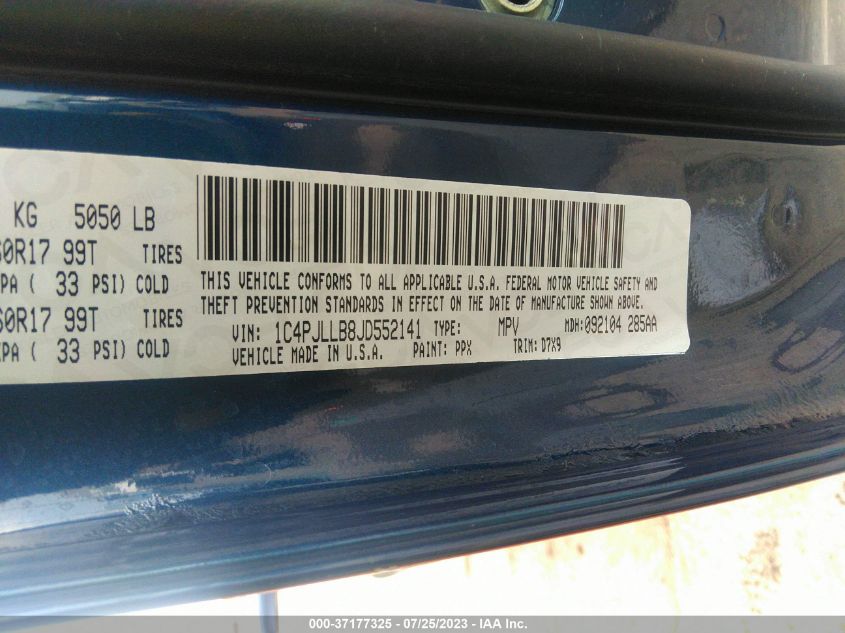 KG 5050 LB
0R17 99T TIRES
PA ( 33 PSI) COLD
0R17 99T TIRES
PA ( 33 PSI) COLD
THIS VEHICLE CONFORMS TO ALL APPLICABLE U.S.A. FEDERAL MOTOR VEHICLE SAFETY AND
THEFT PREVENTION STANDARDS IN EFFECT ON THE DATE OF MANUFACTURE SHOWN ABOVE.
VIN: 1C4PJLLB8JD552141 TYPE: MPV MDH:092104 285AA
VEHICLE MADE IN U.S.A. PAINT: PPX TRIM: D7X9
000-37177325 - 07/25/2023 - IAA Inc.